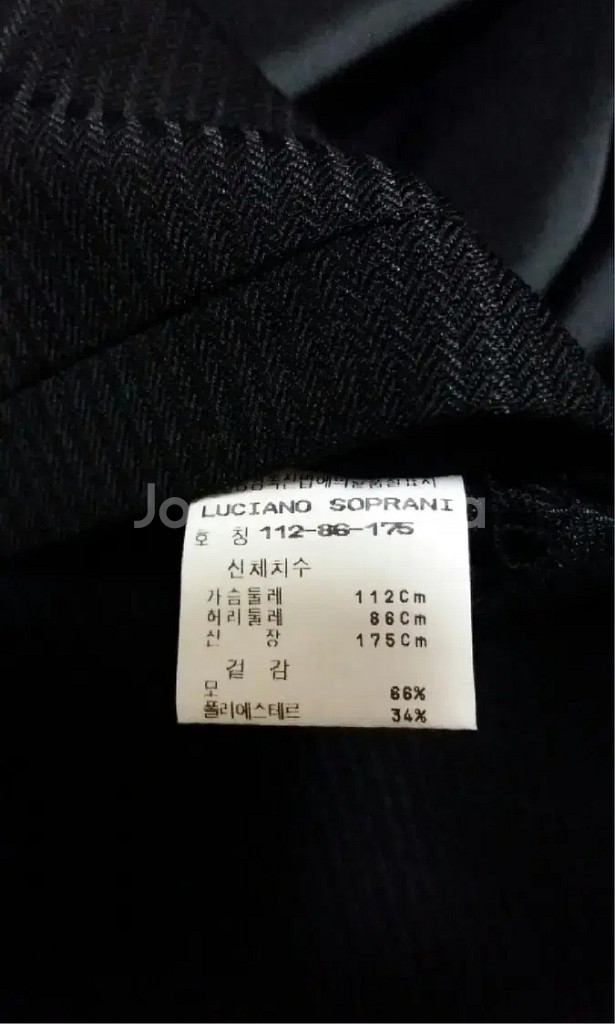 LUCIANO SOPRANI
호 칭 112-86-175
신체치수
가슴둘레 112Cm
허리둘레 86Cm
신 장 175Cm
겉 감
모 66%
폴리에스테르 34%